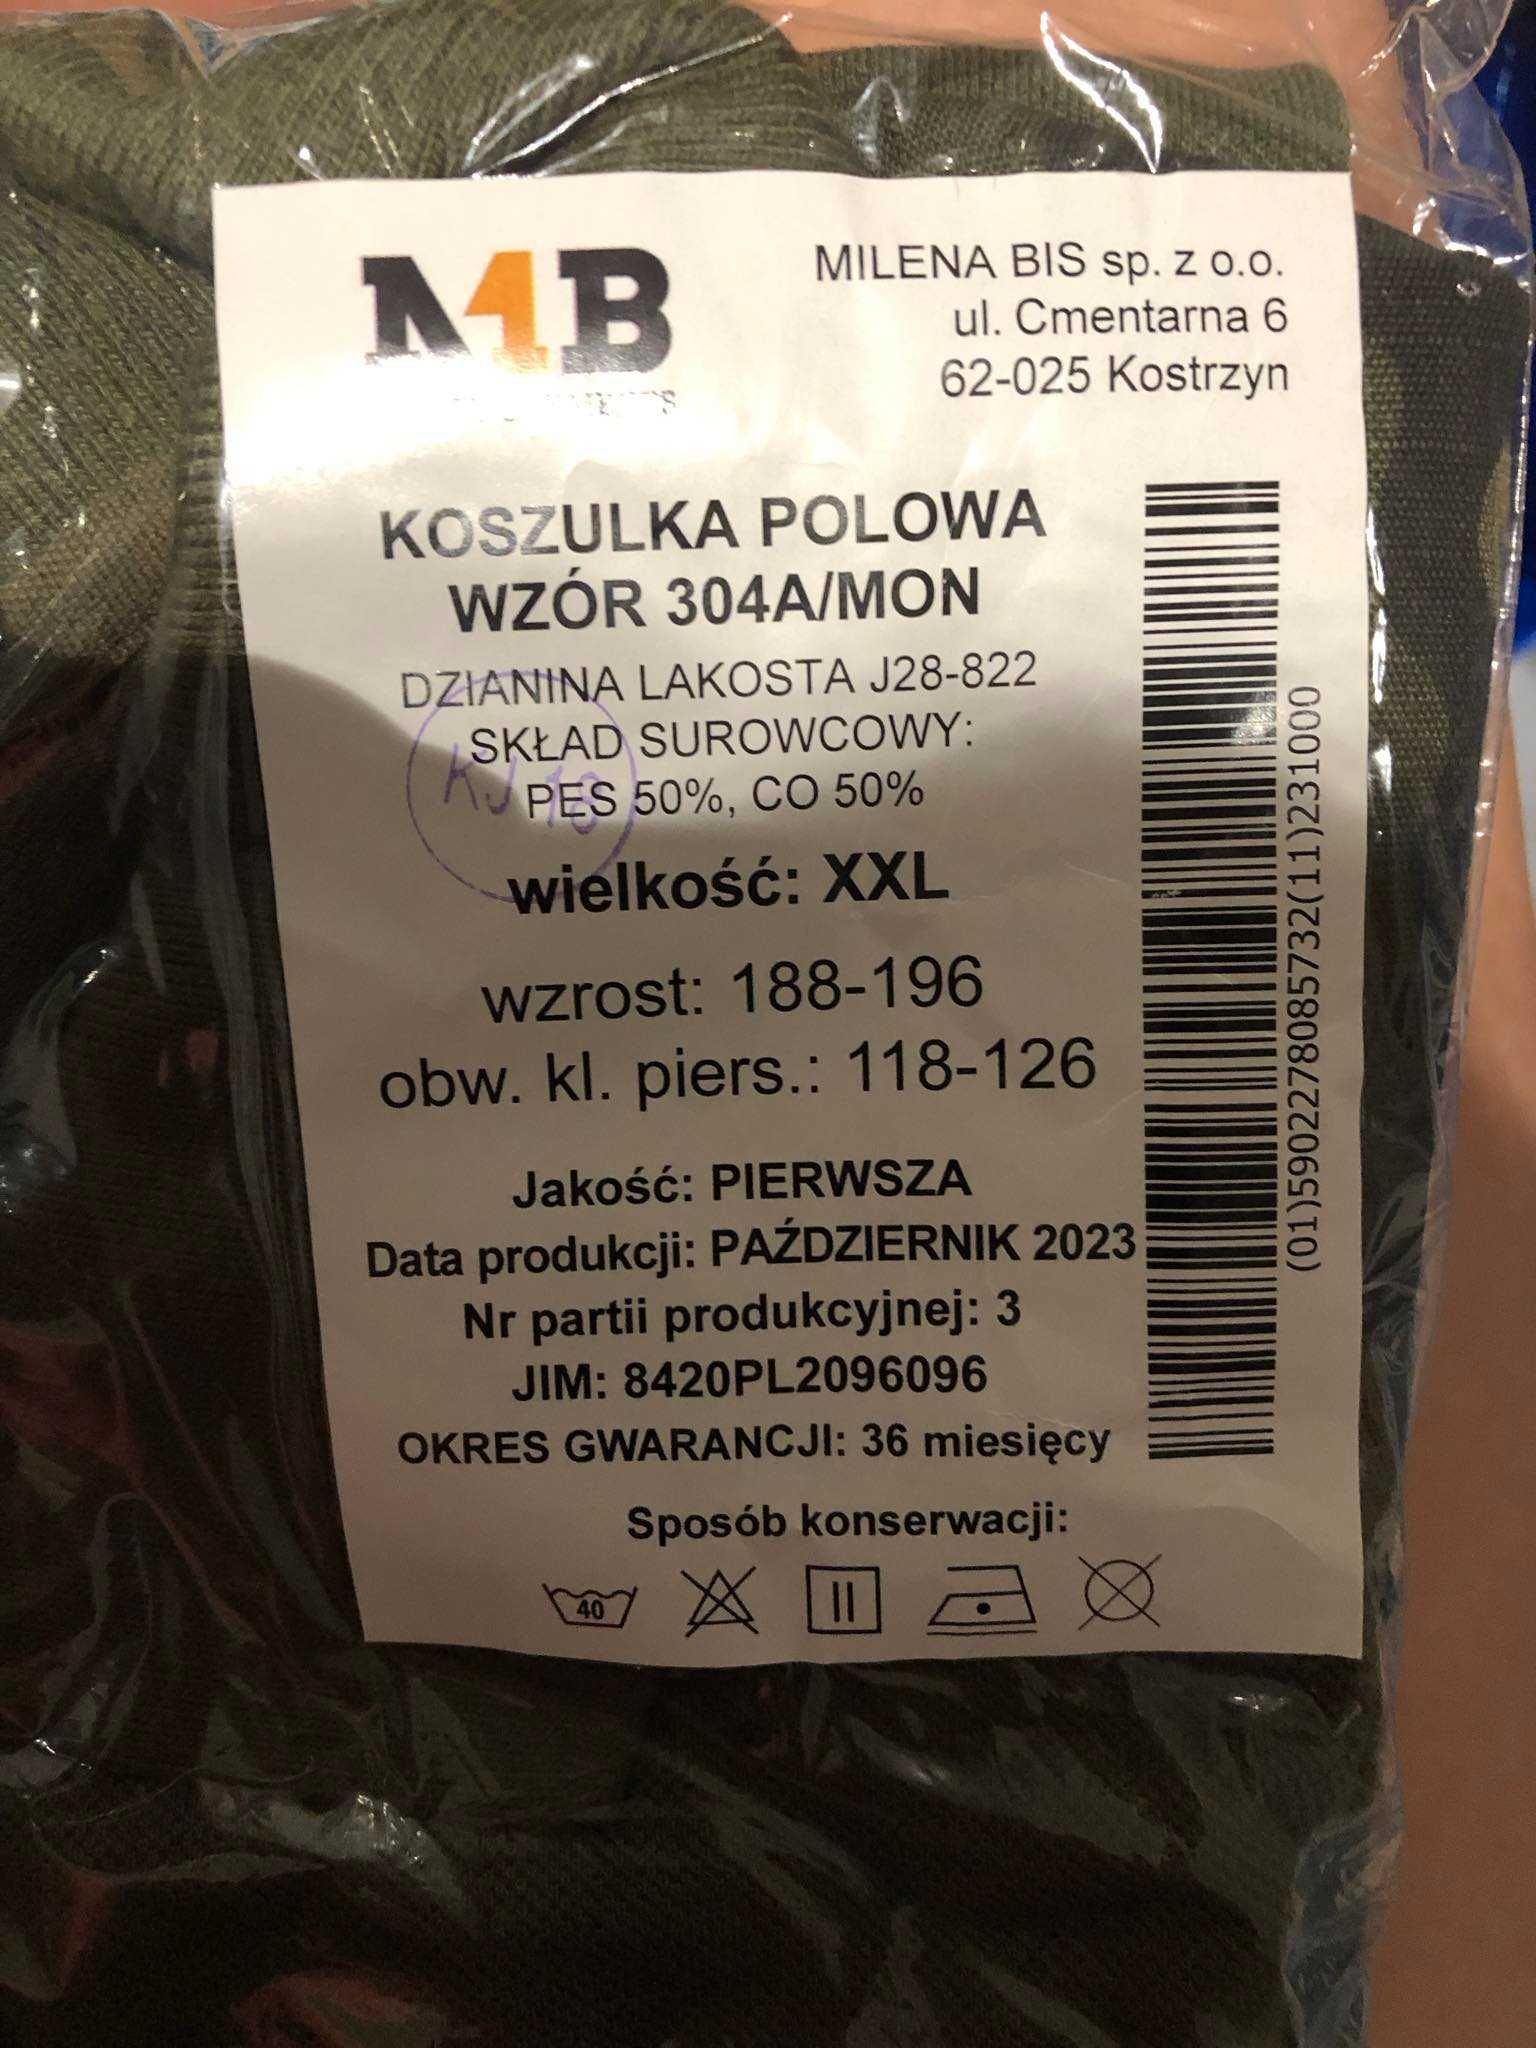 M1B
MILENA BIS sp. z o.o.
ul. Cmentarna 6
62-025 Kostrzyn
KOSZULKA POLOWA
WZÓR 304A/MON
DZIANINA LAKOSTA J28-822
SKŁAD SUROWCOWY:
PES 50%, CO 50%
KJ 18
wielkość: XXL
wzrost: 188-196
obw. kl. piers.: 118-126
Jakość: PIERWSZA
Data produkcji: PAŹDZIERNIK 2023
Nr partii produkcyjnej: 3
JIM: 8420PL2096096
OKRES GWARANCJI: 36 miesięcy
Sposób konserwacji:
40
(01)5902278085732(11)231000